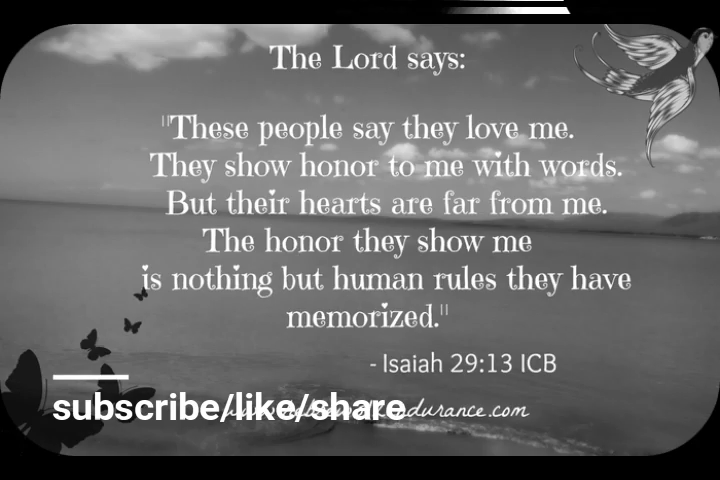 The Lord says:
"These people say they love me.
They show honor to me with words.
But their hearts are far from me.
The honor they show me
is nothing but human rules they have
memorized."
- Isaiah 29:13 ICB
subscribe/like/share